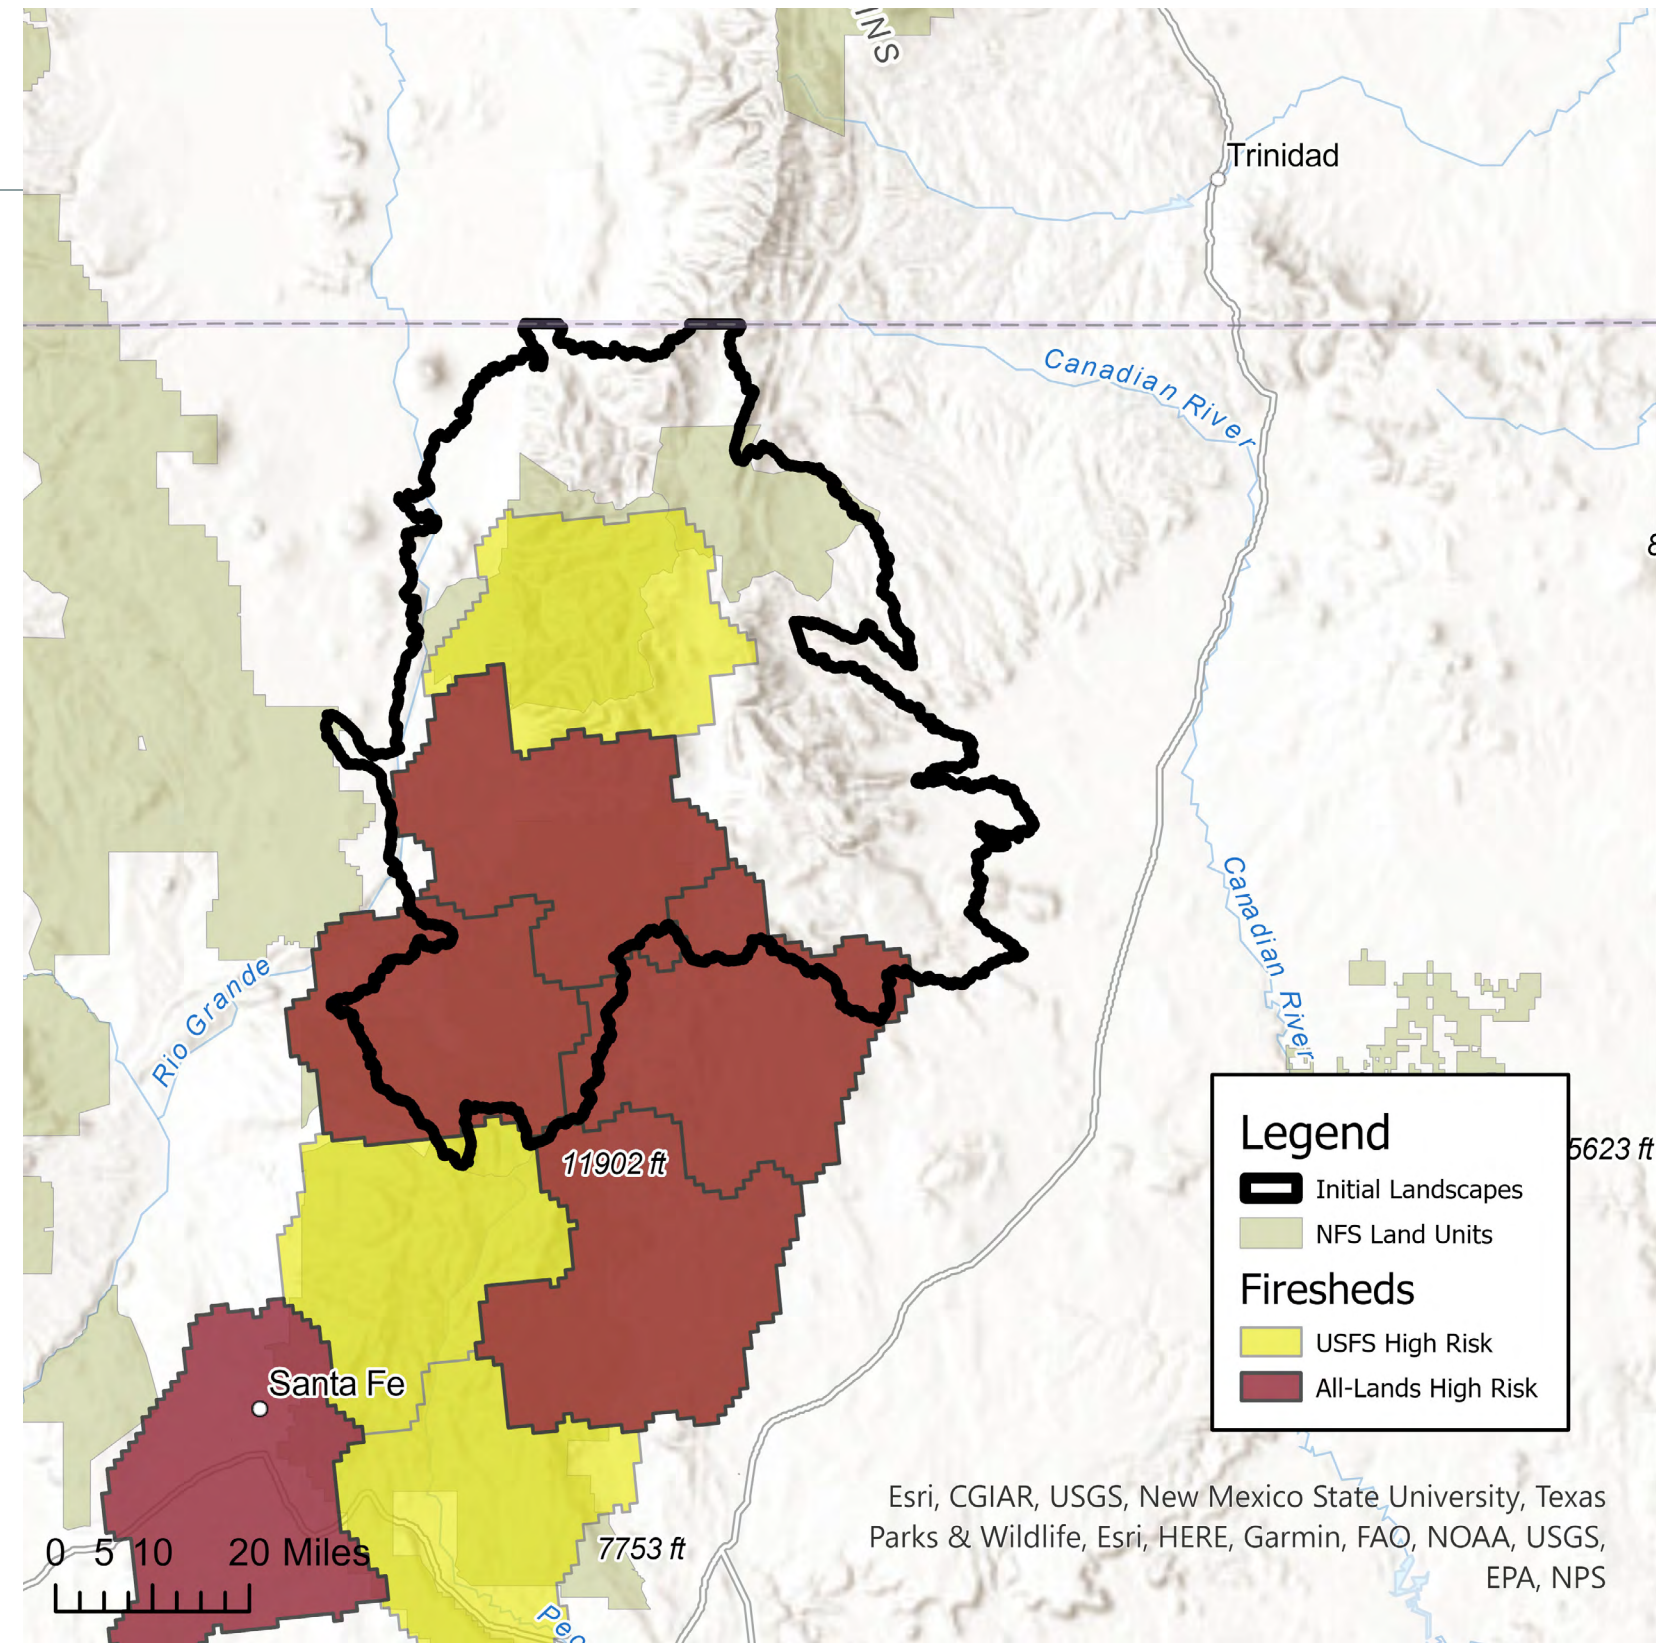 INS
Trinidad
Canadian River
Canadian River
Rio Grande
11902 ft
5623 ft
Santa Fe
7753 ft
0 5 10 20 Miles
Legend
Initial Landscapes
NFS Land Units
Firesheds
USFS High Risk
All-Lands High Risk
Esri, CGIAR, USGS, New Mexico State University, Texas
Parks & Wildlife, Esri, HERE, Garmin, FAO, NOAA, USGS,
EPA, NPS